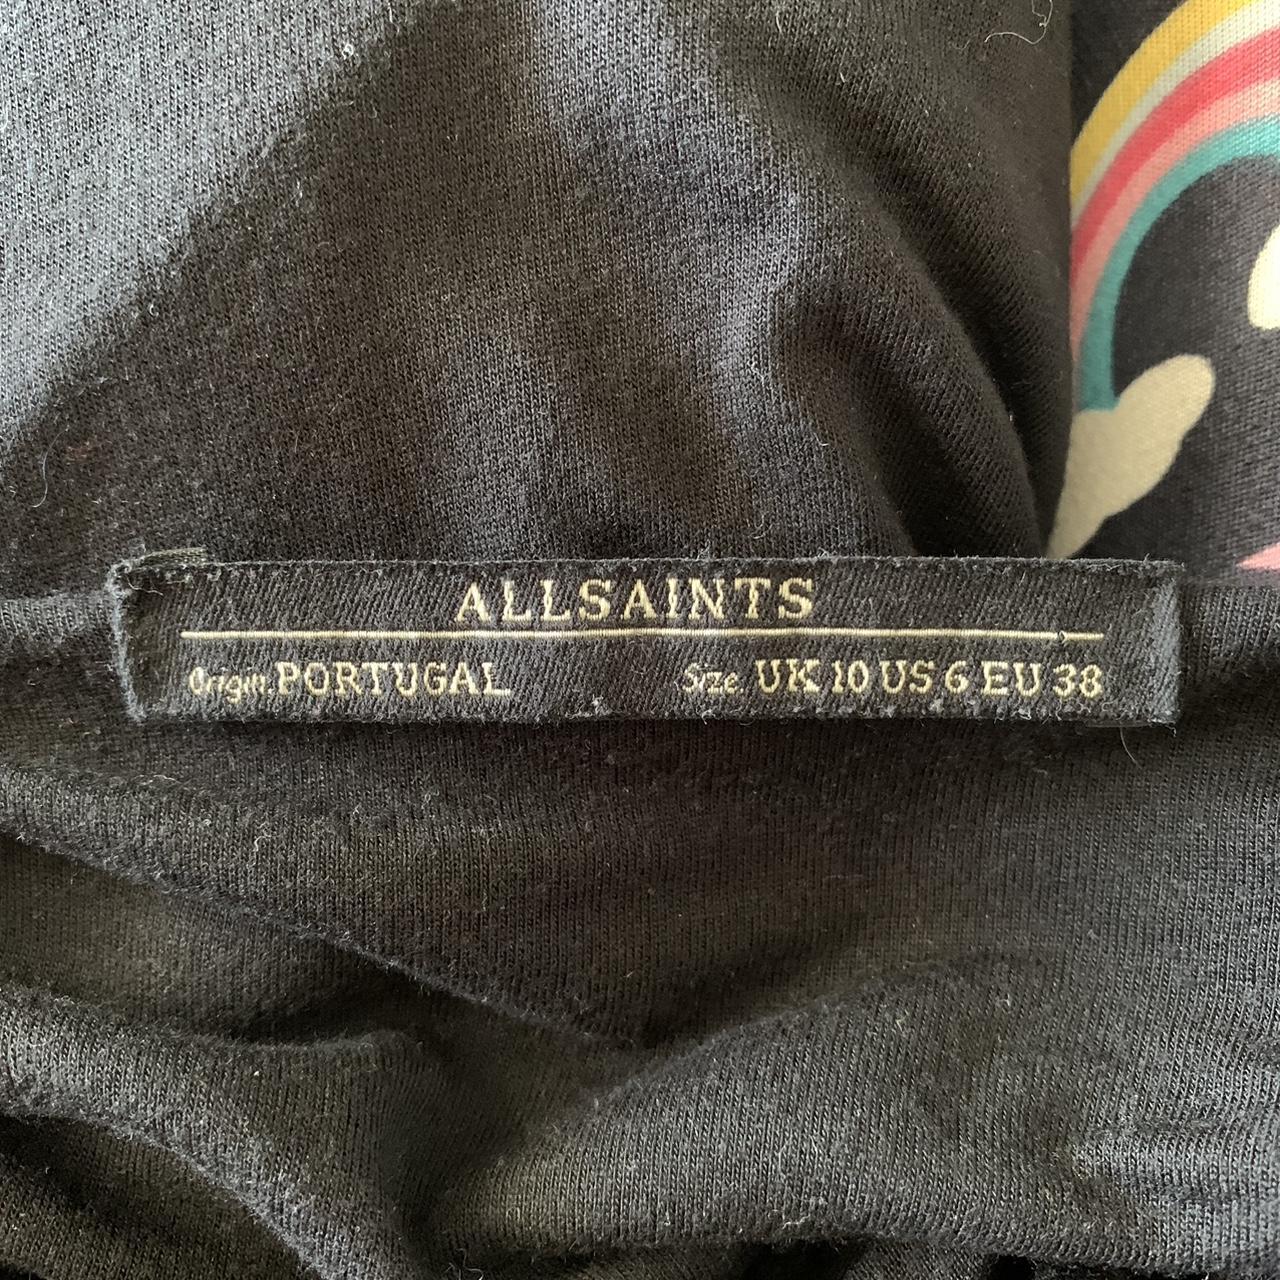 ALLSAINTS
Origin. PORTUGAL Size. UK 10 US 6 EU 38